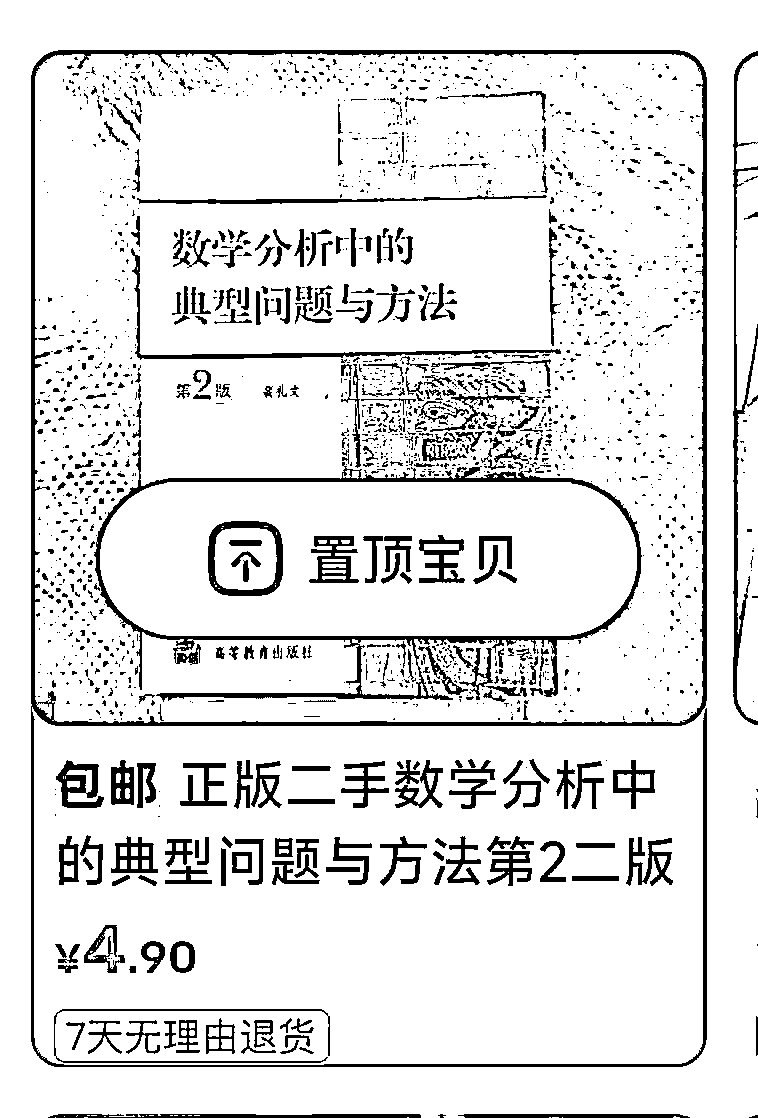 数学分析中的
典型问题与方法
第2版 裴礼文
置顶宝贝
高等教育出版社
包邮 正版二手数学分析中
的典型问题与方法第2二版
¥4.90
7天无理由退货